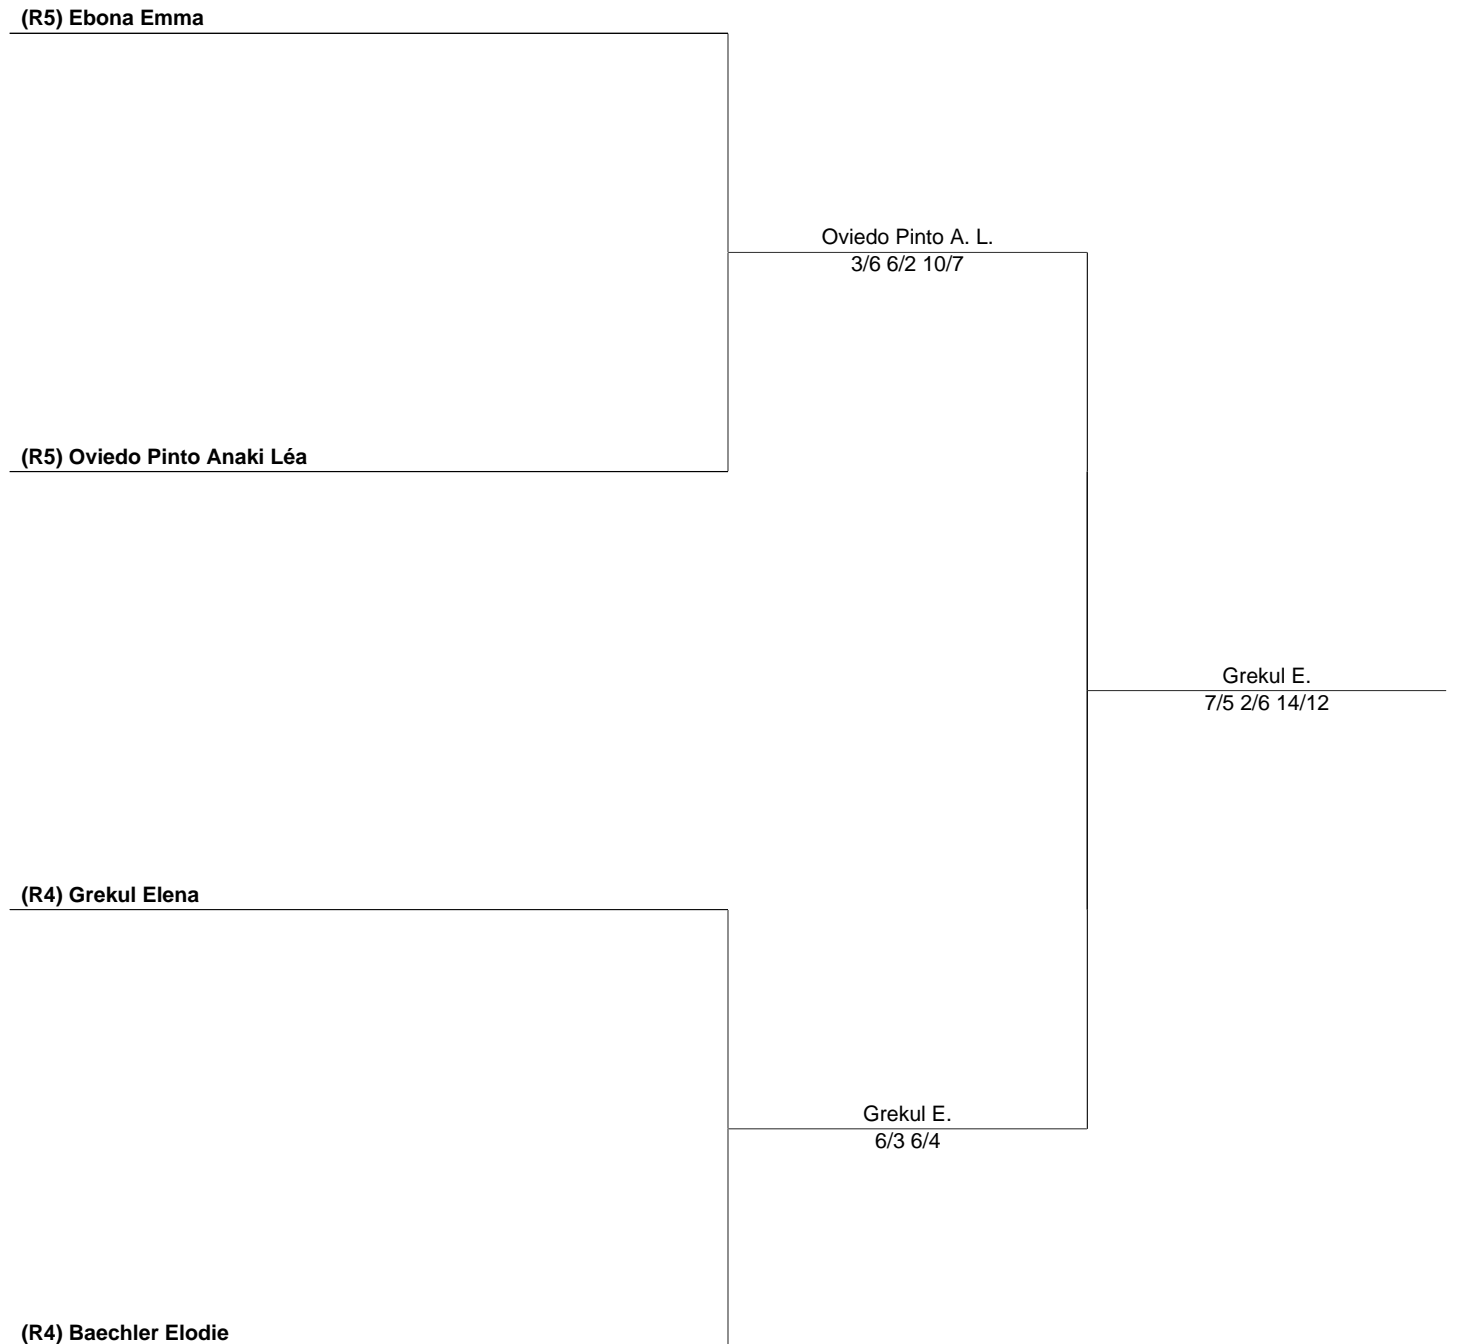 (R5) Ebona Emma
Oviedo Pinto A. L.
3/6 6/2 10/7
(R5) Oviedo Pinto Anaki Léa
Grekul E.
7/5 2/6 14/12
(R4) Grekul Elena
Grekul E.
6/3 6/4
(R4) Baechler Elodie